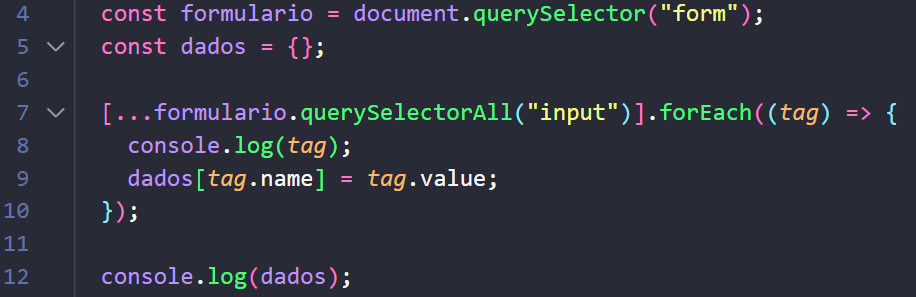 4 const formulario = document.querySelector("form");
5 const dados = {};
6
7 [...formulario.querySelectorAll("input")].forEach((tag) => {
8 console.log(tag);
9 dados[tag.name] = tag.value;
10 });
11
12 console.log(dados);